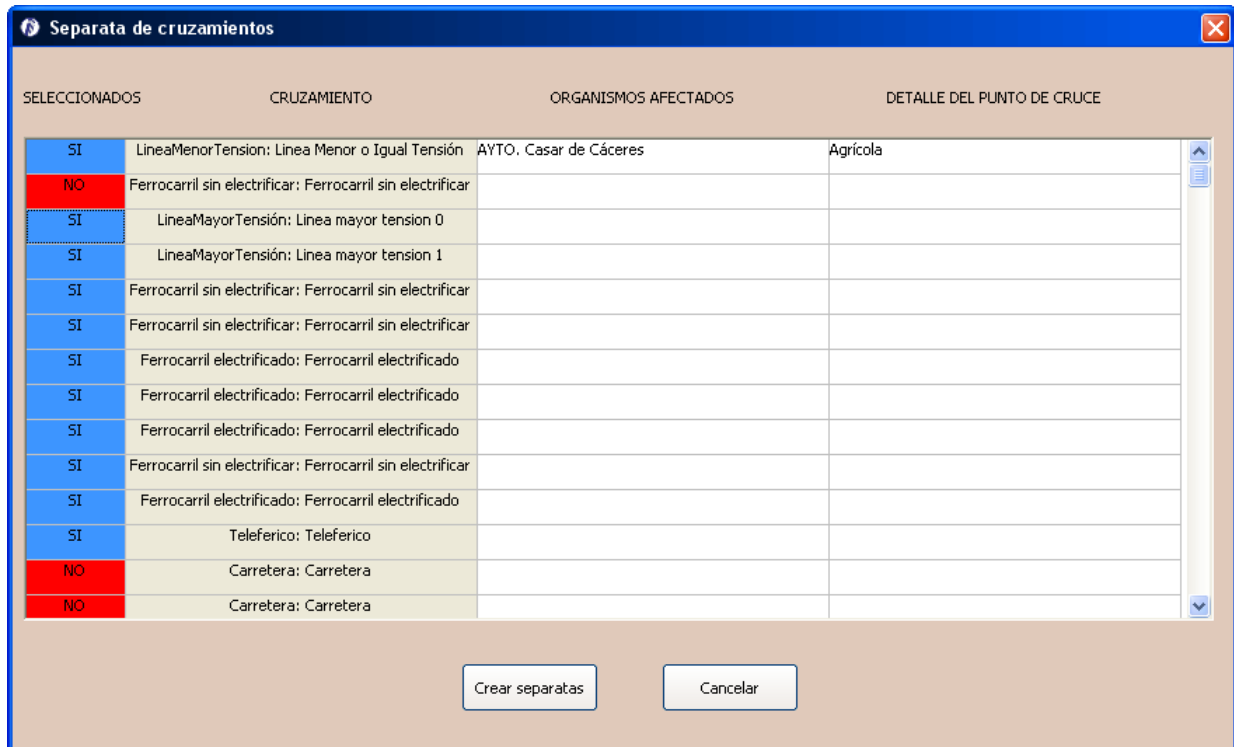 Separata de cruzamientos
SELECCIONADOS CRUZAMIENTO ORGANISMOS AFECTADOS DETALLE DEL PUNTO DE CRUCE
SI LineaMenorTension: Linea Menor o Igual Tensión AYTO. Casar de Cáceres Agrícola
NO Ferrocarril sin electrificar: Ferrocarril sin electrificar
SI LineaMayorTensión: Linea mayor tension 0
SI LineaMayorTensión: Linea mayor tension 1
SI Ferrocarril sin electrificar: Ferrocarril sin electrificar
SI Ferrocarril sin electrificar: Ferrocarril sin electrificar
SI Ferrocarril electrificado: Ferrocarril electrificado
SI Ferrocarril electrificado: Ferrocarril electrificado
SI Ferrocarril electrificado: Ferrocarril electrificado
SI Ferrocarril sin electrificar: Ferrocarril sin electrificar
SI Ferrocarril electrificado: Ferrocarril electrificado
SI Teleferico: Teleferico
NO Carretera: Carretera
NO Carretera: Carretera
Crear separatas Cancelar